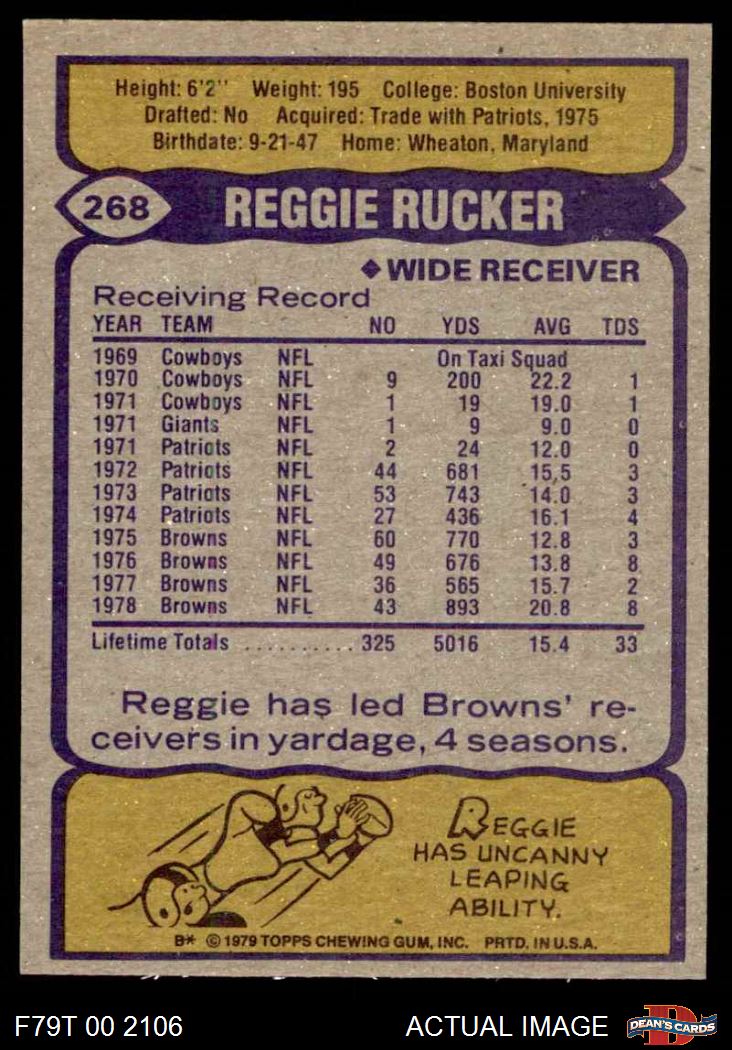 Height: 6'2" Weight: 195 College: Boston University
Drafted: No Acquired: Trade with Patriots, 1975
Birthdate: 9-21-47 Home: Wheaton, Maryland
268 REGGIE RUCKER
◆ WIDE RECEIVER
Receiving Record
YEAR TEAM NO YDS AVG TDS
1969 Cowboys NFL On Taxi Squad
1970 Cowboys NFL 9 200 22.2 1
1971 Cowboys NFL 1 19 19.0 1
1971 Giants NFL 1 9 9.0 0
1971 Patriots NFL 2 24 12.0 0
1972 Patriots NFL 44 681 15,5 3
1973 Patriots NFL 53 743 14.0 3
1974 Patriots NFL 27 436 16.1 4
1975 Browns NFL 60 770 12.8 3
1976 Browns NFL 49 676 13.8 8
1977 Browns NFL 36 565 15.7 2
1978 Browns NFL 43 893 20.8 8
Lifetime Totals .......... 325 5016 15.4 33
Reggie has led Browns' re-
ceivers in yardage, 4 seasons.
REGGIE
HAS UNCANNY
LEAPING
ABILITY.
B* © 1979 TOPPS CHEWING GUM, INC. PRTD. IN U.S.A.
F79T 00 2106 ACTUAL IMAGE D DEAN'S CARDS